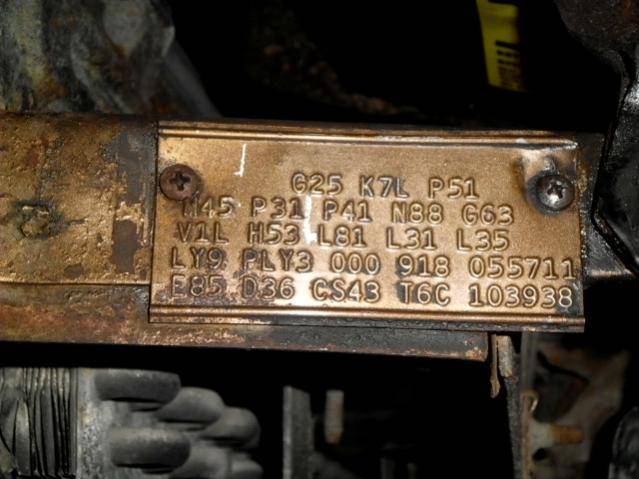 G25 K7L P51
M45 P31 P41 N88 G63
V1L H53 L81 L31 L35
LY9 PLY3 000 918 055711
E85 D36 CS43 T6C 103938